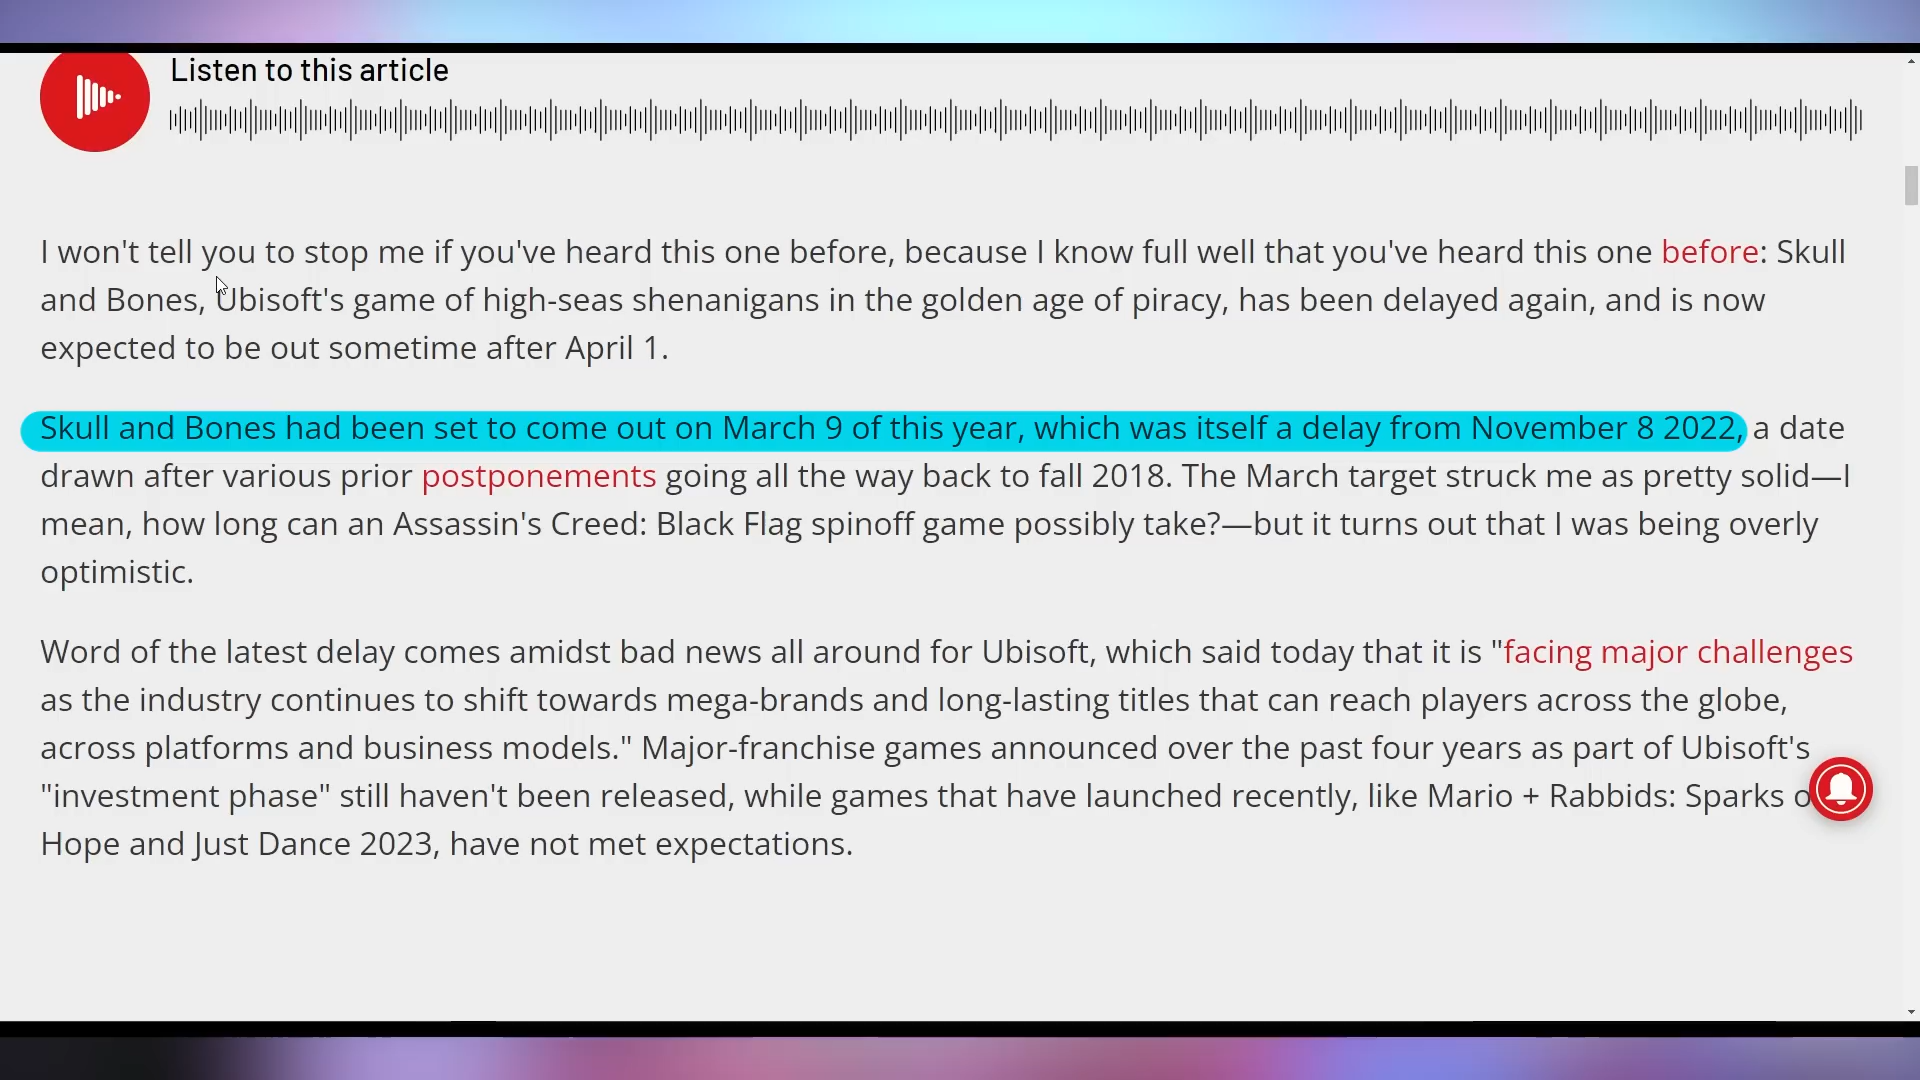 Listen to this article
I won't tell you to stop me if you've heard this one before, because I know full well that you've heard this one before: Skull
and Bones, Ubisoft's game of high-seas shenanigans in the golden age of piracy, has been delayed again, and is now
expected to be out sometime after April 1.
Skull and Bones had been set to come out on March 9 of this year, which was itself a delay from November 8 2022, a date
drawn after various prior postponements going all the way back to fall 2018. The March target struck me as pretty solid—I
mean, how long can an Assassin's Creed: Black Flag spinoff game possibly take?—but it turns out that I was being overly
optimistic.
Word of the latest delay comes amidst bad news all around for Ubisoft, which said today that it is "facing major challenges
as the industry continues to shift towards mega-brands and long-lasting titles that can reach players across the globe,
across platforms and business models." Major-franchise games announced over the past four years as part of Ubisoft's
"investment phase" still haven't been released, while games that have launched recently, like Mario + Rabbids: Sparks
Hope and Just Dance 2023, have not met expectations.